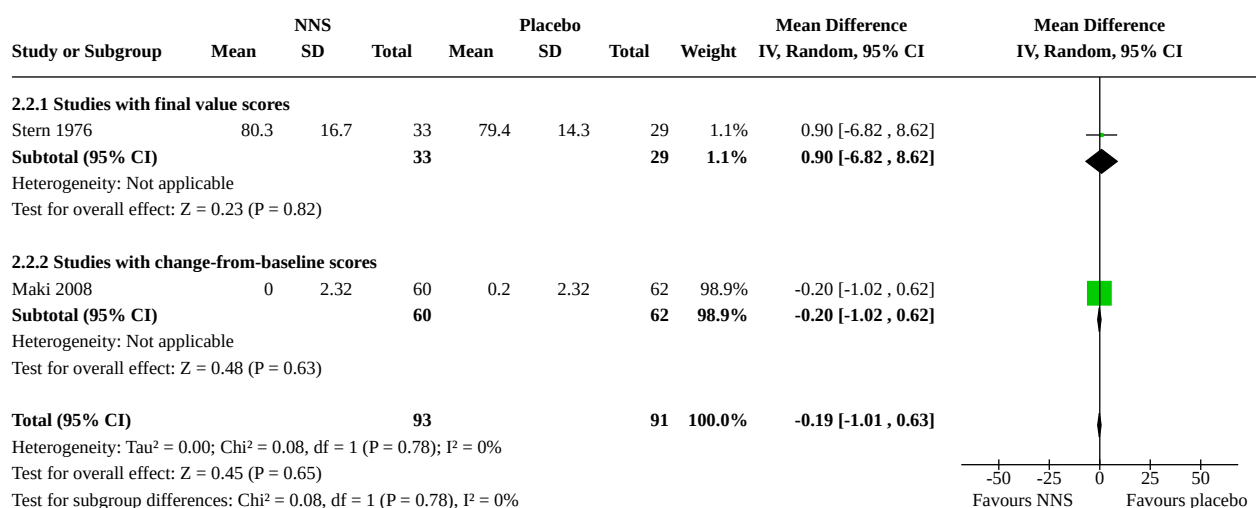 NNS Placebo Mean Difference Mean Difference
Study or Subgroup Mean SD Total Mean SD Total Weight IV, Random, 95% CI IV, Random, 95% CI
2.2.1 Studies with final value scores
Stern 1976 80.3 16.7 33 79.4 14.3 29 1.1% 0.90 [-6.82 , 8.62]
Subtotal (95% CI) 33 29 1.1% 0.90 [-6.82 , 8.62]
Heterogeneity: Not applicable
Test for overall effect: Z = 0.23 (P = 0.82)
2.2.2 Studies with change-from-baseline scores
Maki 2008 0 2.32 60 0.2 2.32 62 98.9% -0.20 [-1.02 , 0.62]
Subtotal (95% CI) 60 62 98.9% -0.20 [-1.02 , 0.62]
Heterogeneity: Not applicable
Test for overall effect: Z = 0.48 (P = 0.63)
Total (95% CI) 93 91 100.0% -0.19 [-1.01 , 0.63]
Heterogeneity: Tau² = 0.00; Chi² = 0.08, df = 1 (P = 0.78); I² = 0%
Test for overall effect: Z = 0.45 (P = 0.65) -50 -25 0 25 50
Test for subgroup differences: Chi² = 0.08, df = 1 (P = 0.78), I² = 0% Favours NNS Favours placebo